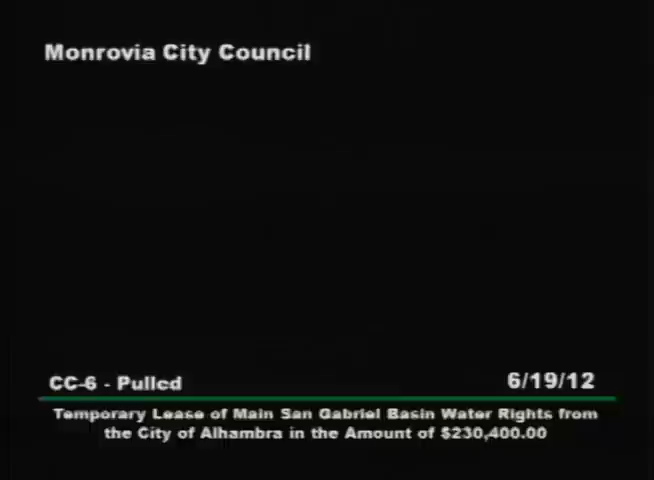 Monrovia City Council
CC-6 - Pulled
6/19/12
Temporary Lease of Main San Gabriel Basin Water Rights from
the City of Alhambra in the Amount of $230,400.00